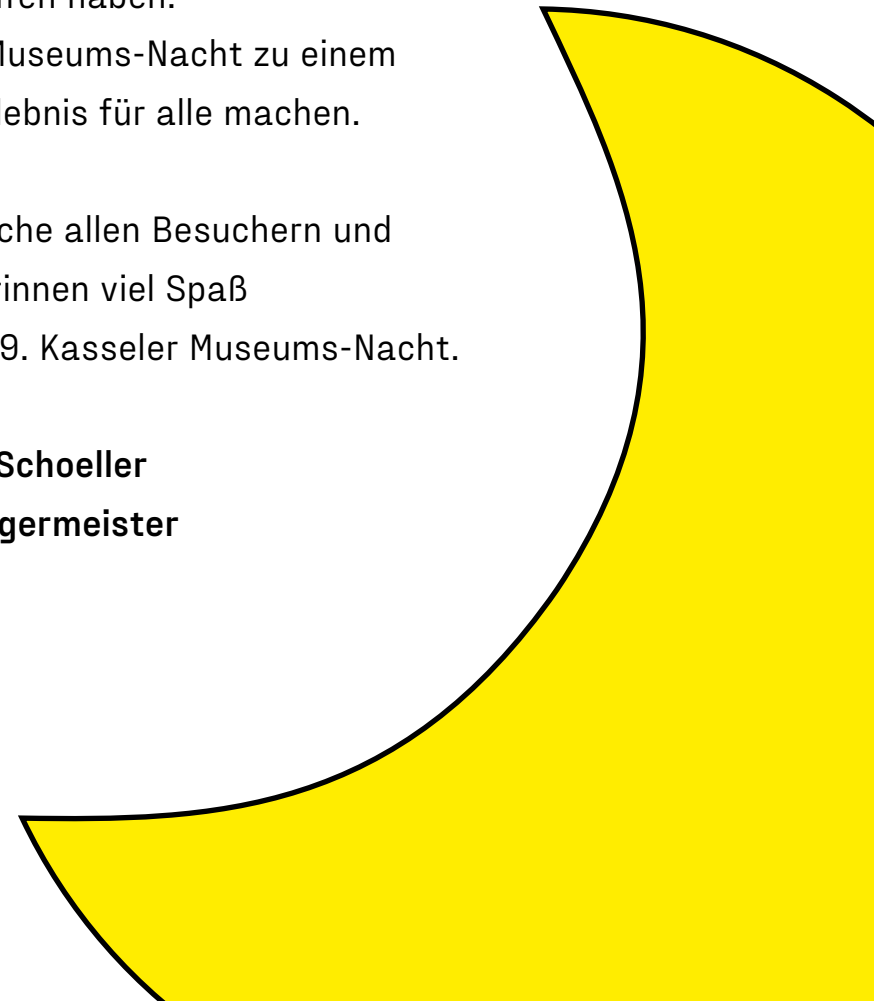 haben.
Museums-Nacht zu einem
lebnis für alle machen.
che allen Besuchern und
innen viel Spaß
9. Kasseler Museums-Nacht.
Schoeller
germeister